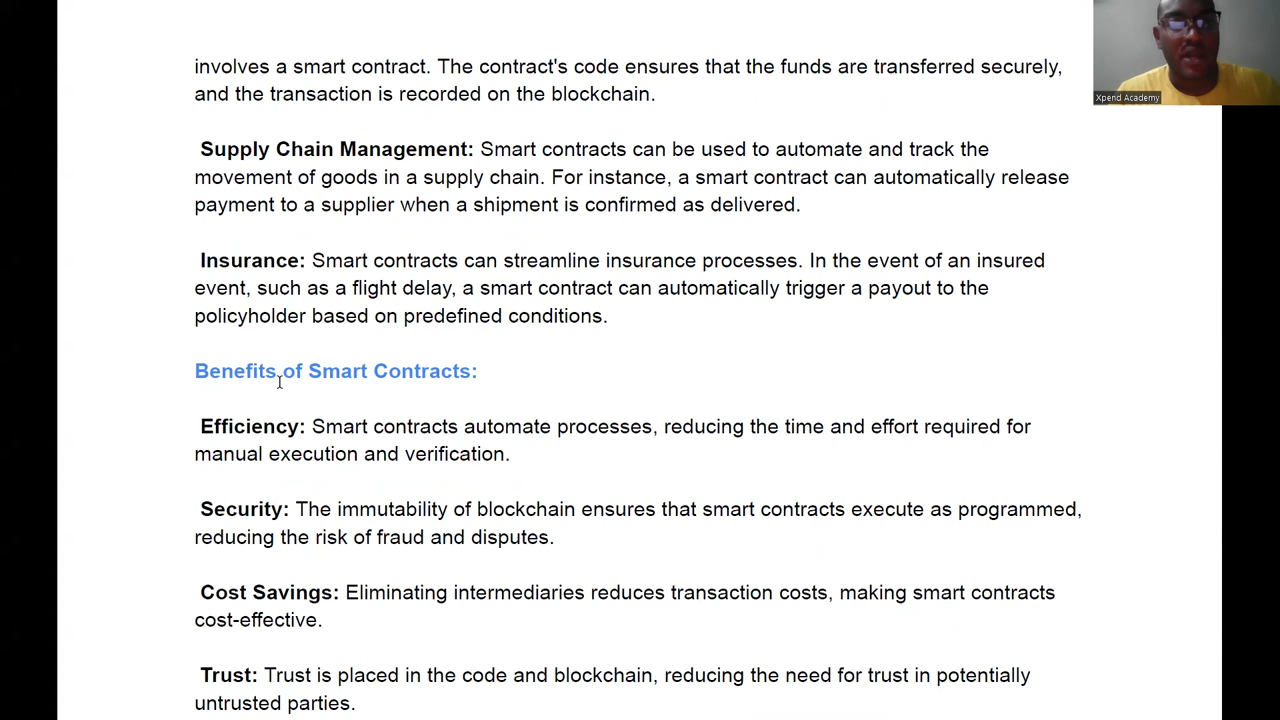 involves a smart contract. The contract's code ensures that the funds are transferred securely,
and the transaction is recorded on the blockchain.
Supply Chain Management: Smart contracts can be used to automate and track the
movement of goods in a supply chain. For instance, a smart contract can automatically release
payment to a supplier when a shipment is confirmed as delivered.
Insurance: Smart contracts can streamline insurance processes. In the event of an insured
event, such as a flight delay, a smart contract can automatically trigger a payout to the
policyholder based on predefined conditions.
Benefits of Smart Contracts:
Efficiency: Smart contracts automate processes, reducing the time and effort required for
manual execution and verification.
Security: The immutability of blockchain ensures that smart contracts execute as programmed,
reducing the risk of fraud and disputes.
Cost Savings: Eliminating intermediaries reduces transaction costs, making smart contracts
cost-effective.
Trust: Trust is placed in the code and blockchain, reducing the need for trust in potentially
untrusted parties.
Xpend Academy